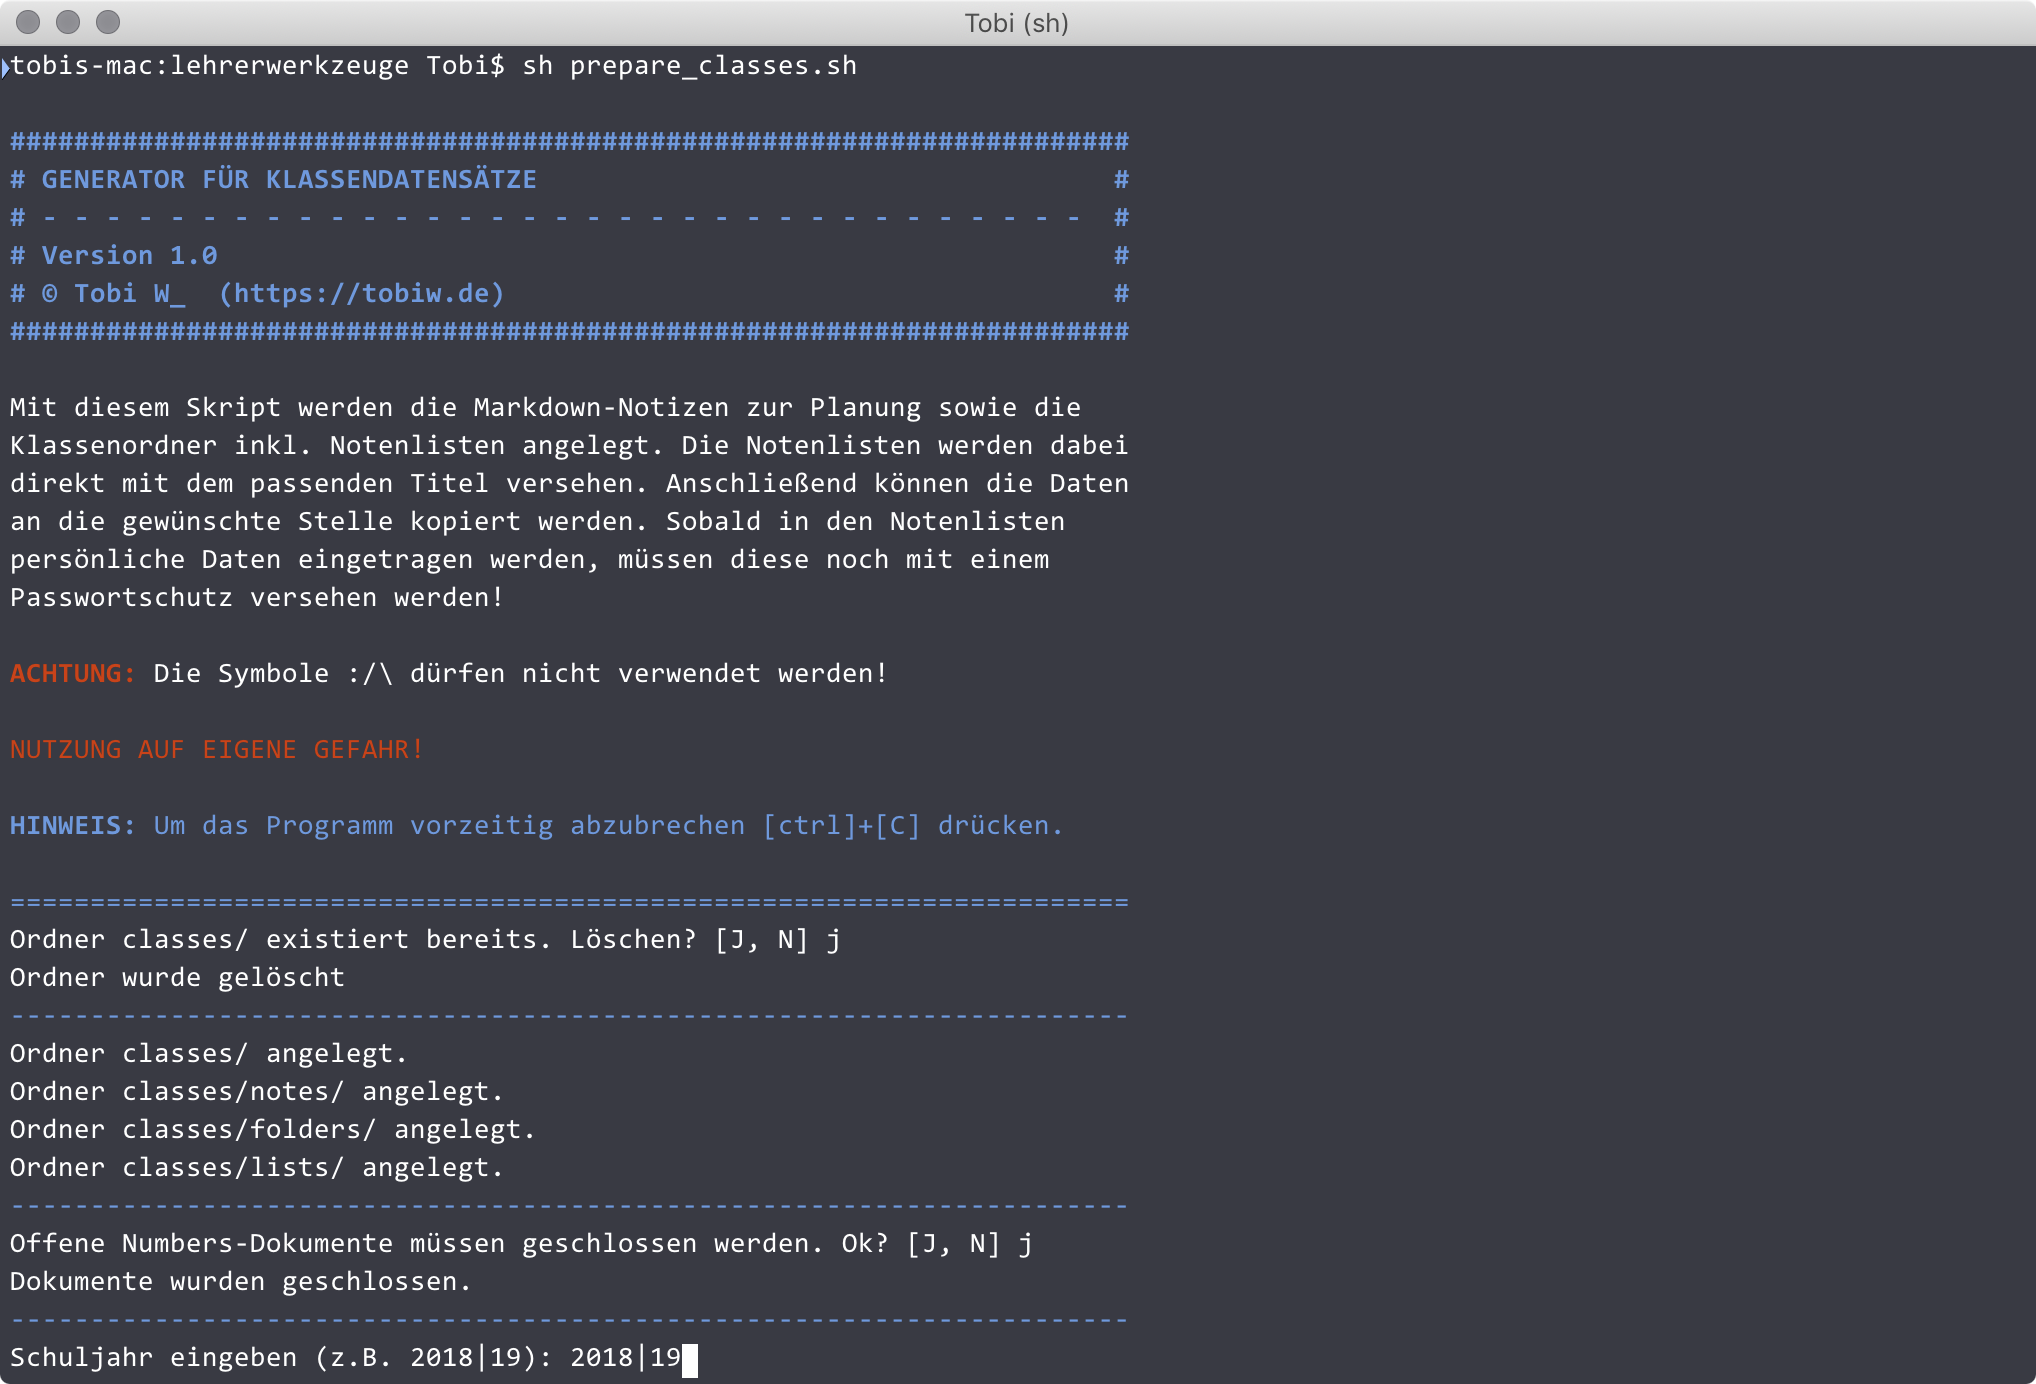 Tobi (sh)
tobis-mac:lehrerwerkzeuge Tobi$ sh prepare_classes.sh
######################################################################
# GENERATOR FÜR KLASSENDATENSÄTZE                                    #
# - - - - - - - - - - - - - - - - - - - - - - - - - - - - - - - - -  #
# Version 1.0                                                        #
# © Tobi W_  (https://tobiw.de)                                      #
######################################################################
Mit diesem Skript werden die Markdown-Notizen zur Planung sowie die
Klassenordner inkl. Notenlisten angelegt. Die Notenlisten werden dabei
direkt mit dem passenden Titel versehen. Anschließend können die Daten
an die gewünschte Stelle kopiert werden. Sobald in den Notenlisten
persönliche Daten eingetragen werden, müssen diese noch mit einem
Passwortschutz versehen werden!
ACHTUNG: Die Symbole :/\ dürfen nicht verwendet werden!
NUTZUNG AUF EIGENE GEFAHR!
HINWEIS: Um das Programm vorzeitig abzubrechen [ctrl]+[C] drücken.
======================================================================
Ordner classes/ existiert bereits. Löschen? [J, N] j
Ordner wurde gelöscht
----------------------------------------------------------------------
Ordner classes/ angelegt.
Ordner classes/notes/ angelegt.
Ordner classes/folders/ angelegt.
Ordner classes/lists/ angelegt.
----------------------------------------------------------------------
Offene Numbers-Dokumente müssen geschlossen werden. Ok? [J, N] j
Dokumente wurden geschlossen.
----------------------------------------------------------------------
Schuljahr eingeben (z.B. 2018|19): 2018|19